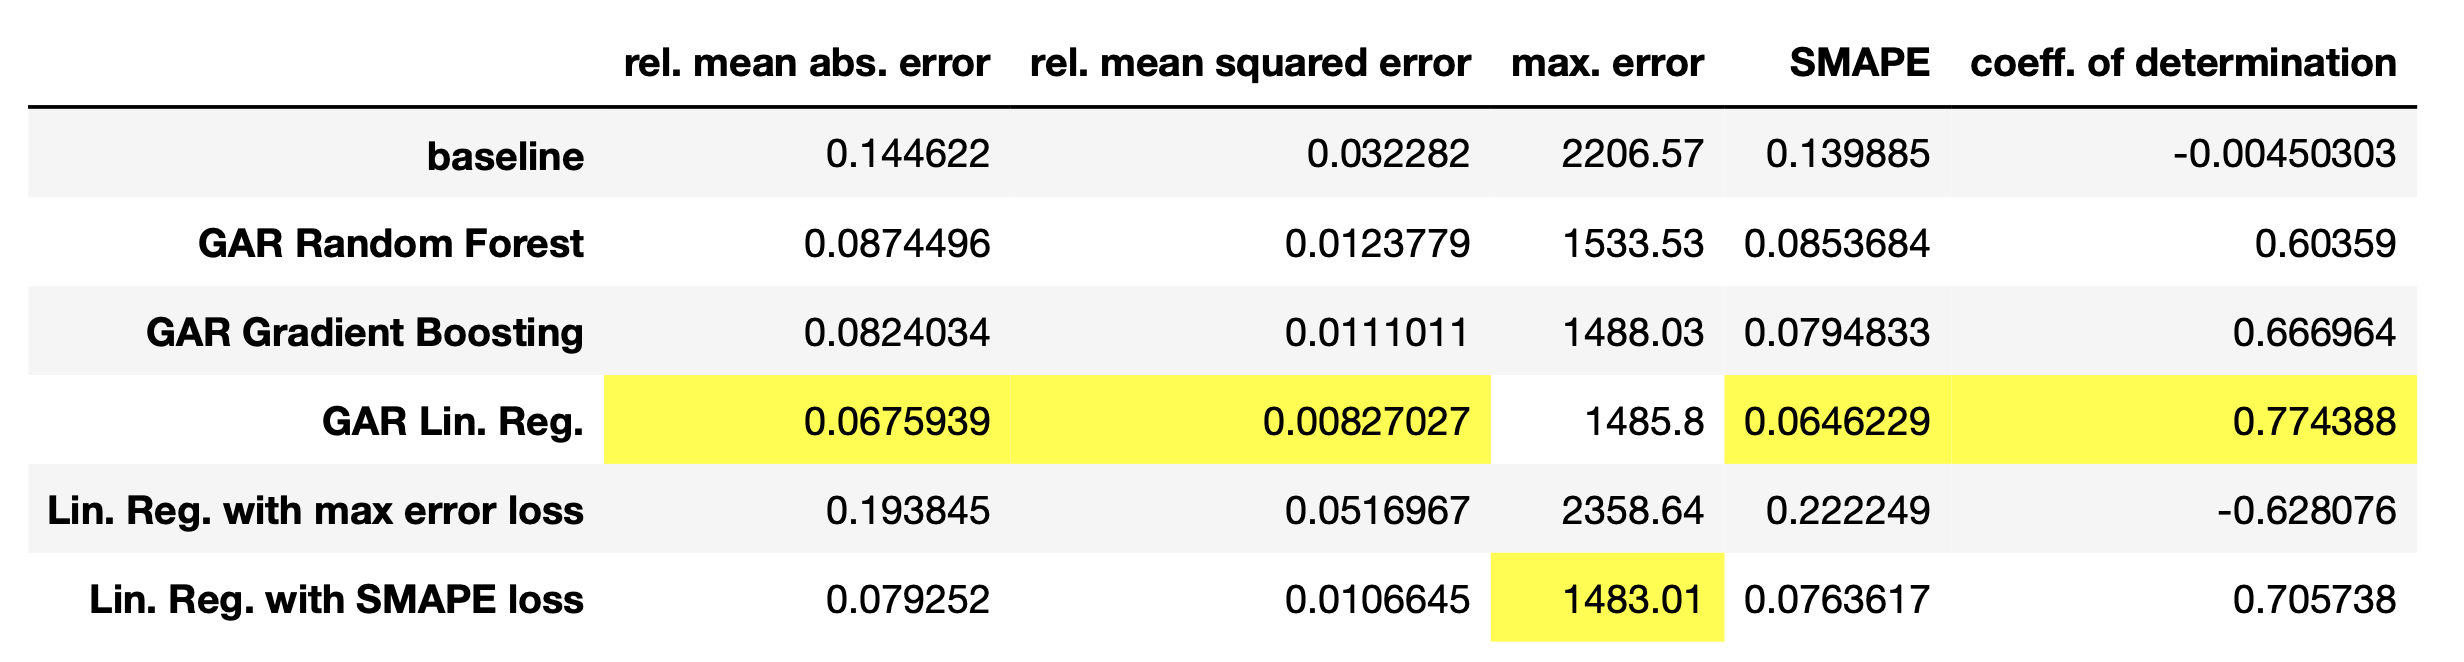 rel. mean abs. error rel. mean squared error max. error SMAPE coeff. of determination
baseline 0.144622 0.032282 2206.57 0.139885 -0.00450303
GAR Random Forest 0.0874496 0.0123779 1533.53 0.0853684 0.60359
GAR Gradient Boosting 0.0824034 0.0111011 1488.03 0.0794833 0.666964
GAR Lin. Reg. 0.0675939 0.00827027 1485.8 0.0646229 0.774388
Lin. Reg. with max error loss 0.193845 0.0516967 2358.64 0.222249 -0.628076
Lin. Reg. with SMAPE loss 0.079252 0.0106645 1483.01 0.0763617 0.705738